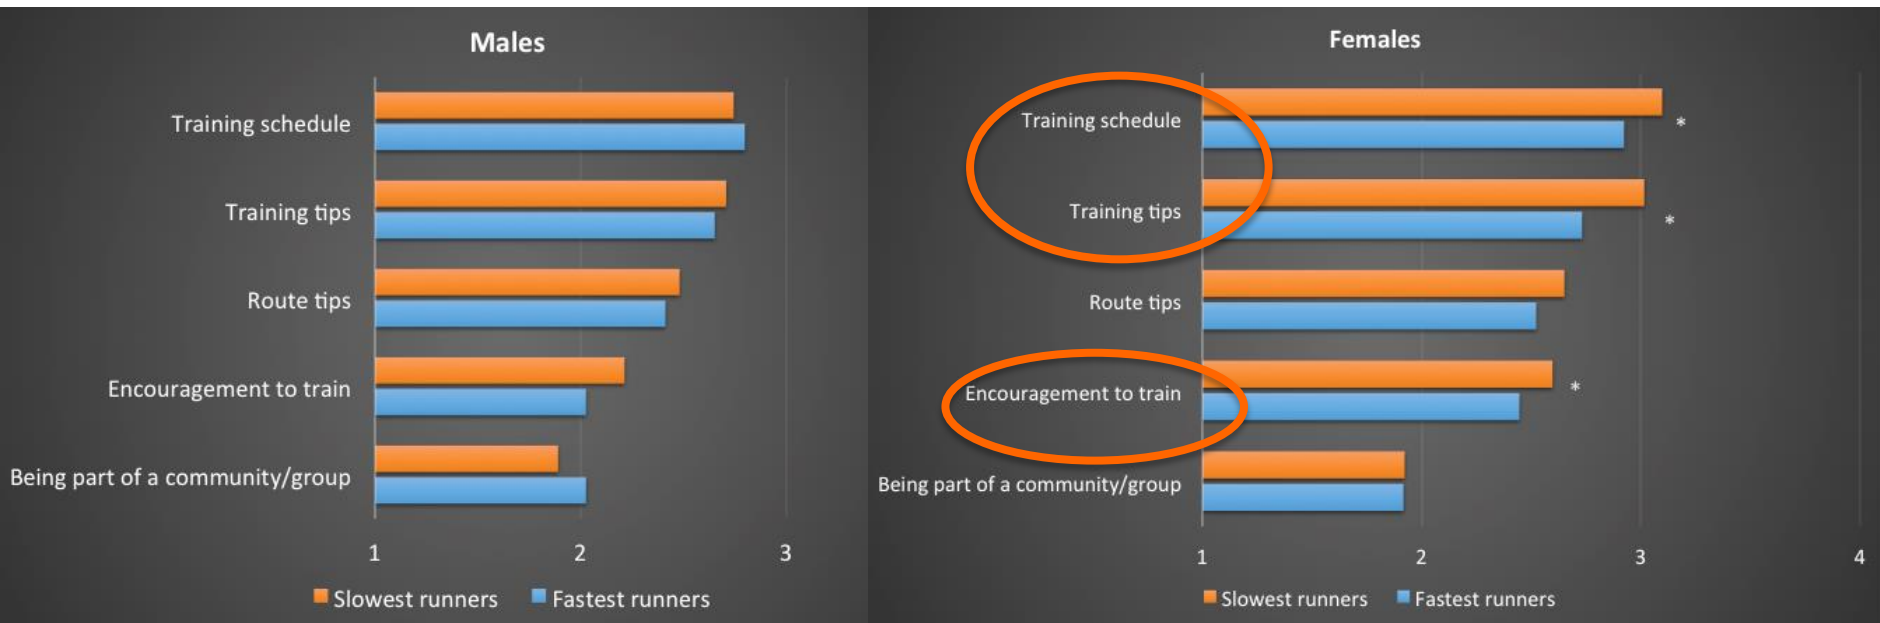 Males
Training schedule
Training tips
Route tips
Encouragement to train
Being part of a community/group
1 2 3
Slowest runners Fastest runners
Females
Training schedule
*
Training tips
*
Route tips
Encouragement to train
*
Being part of a community/group
1 2 3 4
Slowest runners Fastest runners